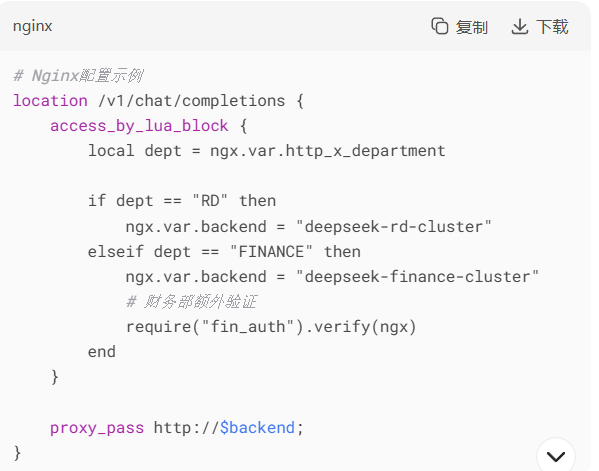 nginx 复制 下载
# Nginx配置示例
location /v1/chat/completions {
    access_by_lua_block {
        local dept = ngx.var.http_x_department

        if dept == "RD" then
            ngx.var.backend = "deepseek-rd-cluster"
        elseif dept == "FINANCE" then
            ngx.var.backend = "deepseek-finance-cluster"
            # 财务部额外验证
            require("fin_auth").verify(ngx)
        end
    }

    proxy_pass http://$backend;
}